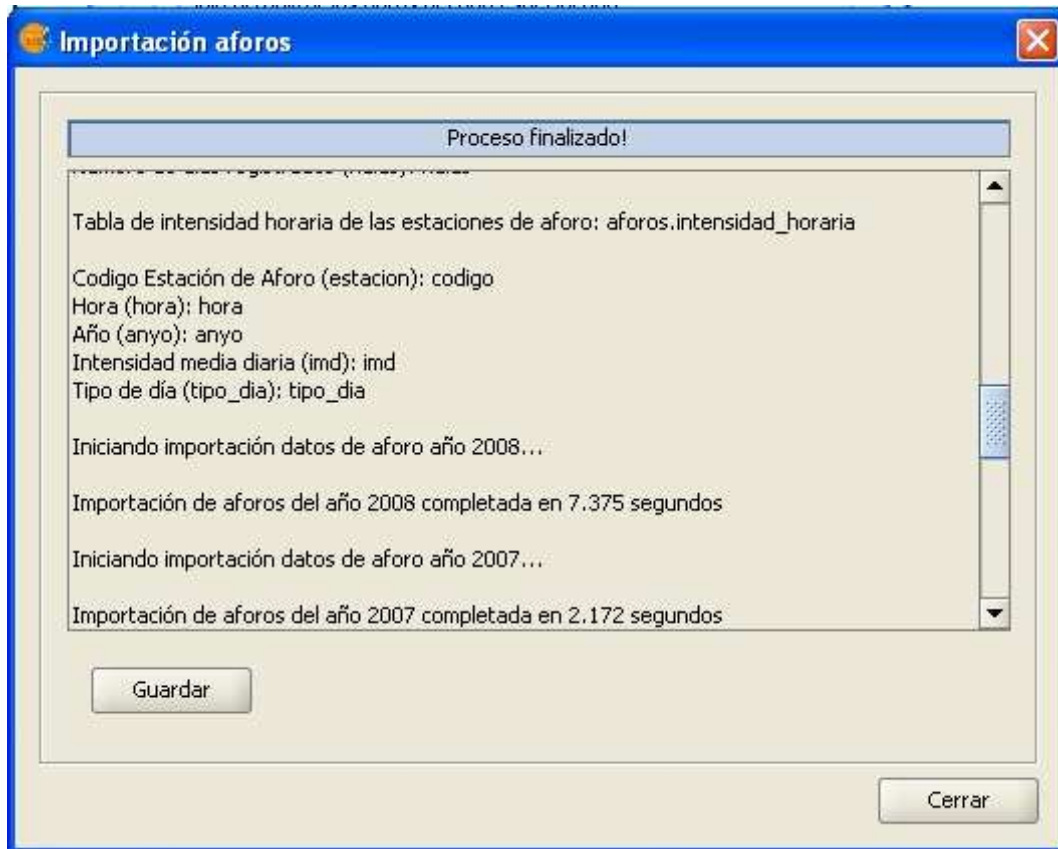 Importación aforos
Proceso finalizado!
Tabla de intensidad horaria de las estaciones de aforo: aforos.intensidad_horaria
Codigo Estación de Aforo (estacion): codigo
Hora (hora): hora
Año (anyo): anyo
Intensidad media diaria (imd): imd
Tipo de día (tipo_dia): tipo_dia
Iniciando importación datos de aforo año 2008...
Importación de aforos del año 2008 completada en 7.375 segundos
Iniciando importación datos de aforo año 2007...
Importación de aforos del año 2007 completada en 2.172 segundos
Guardar
Cerrar